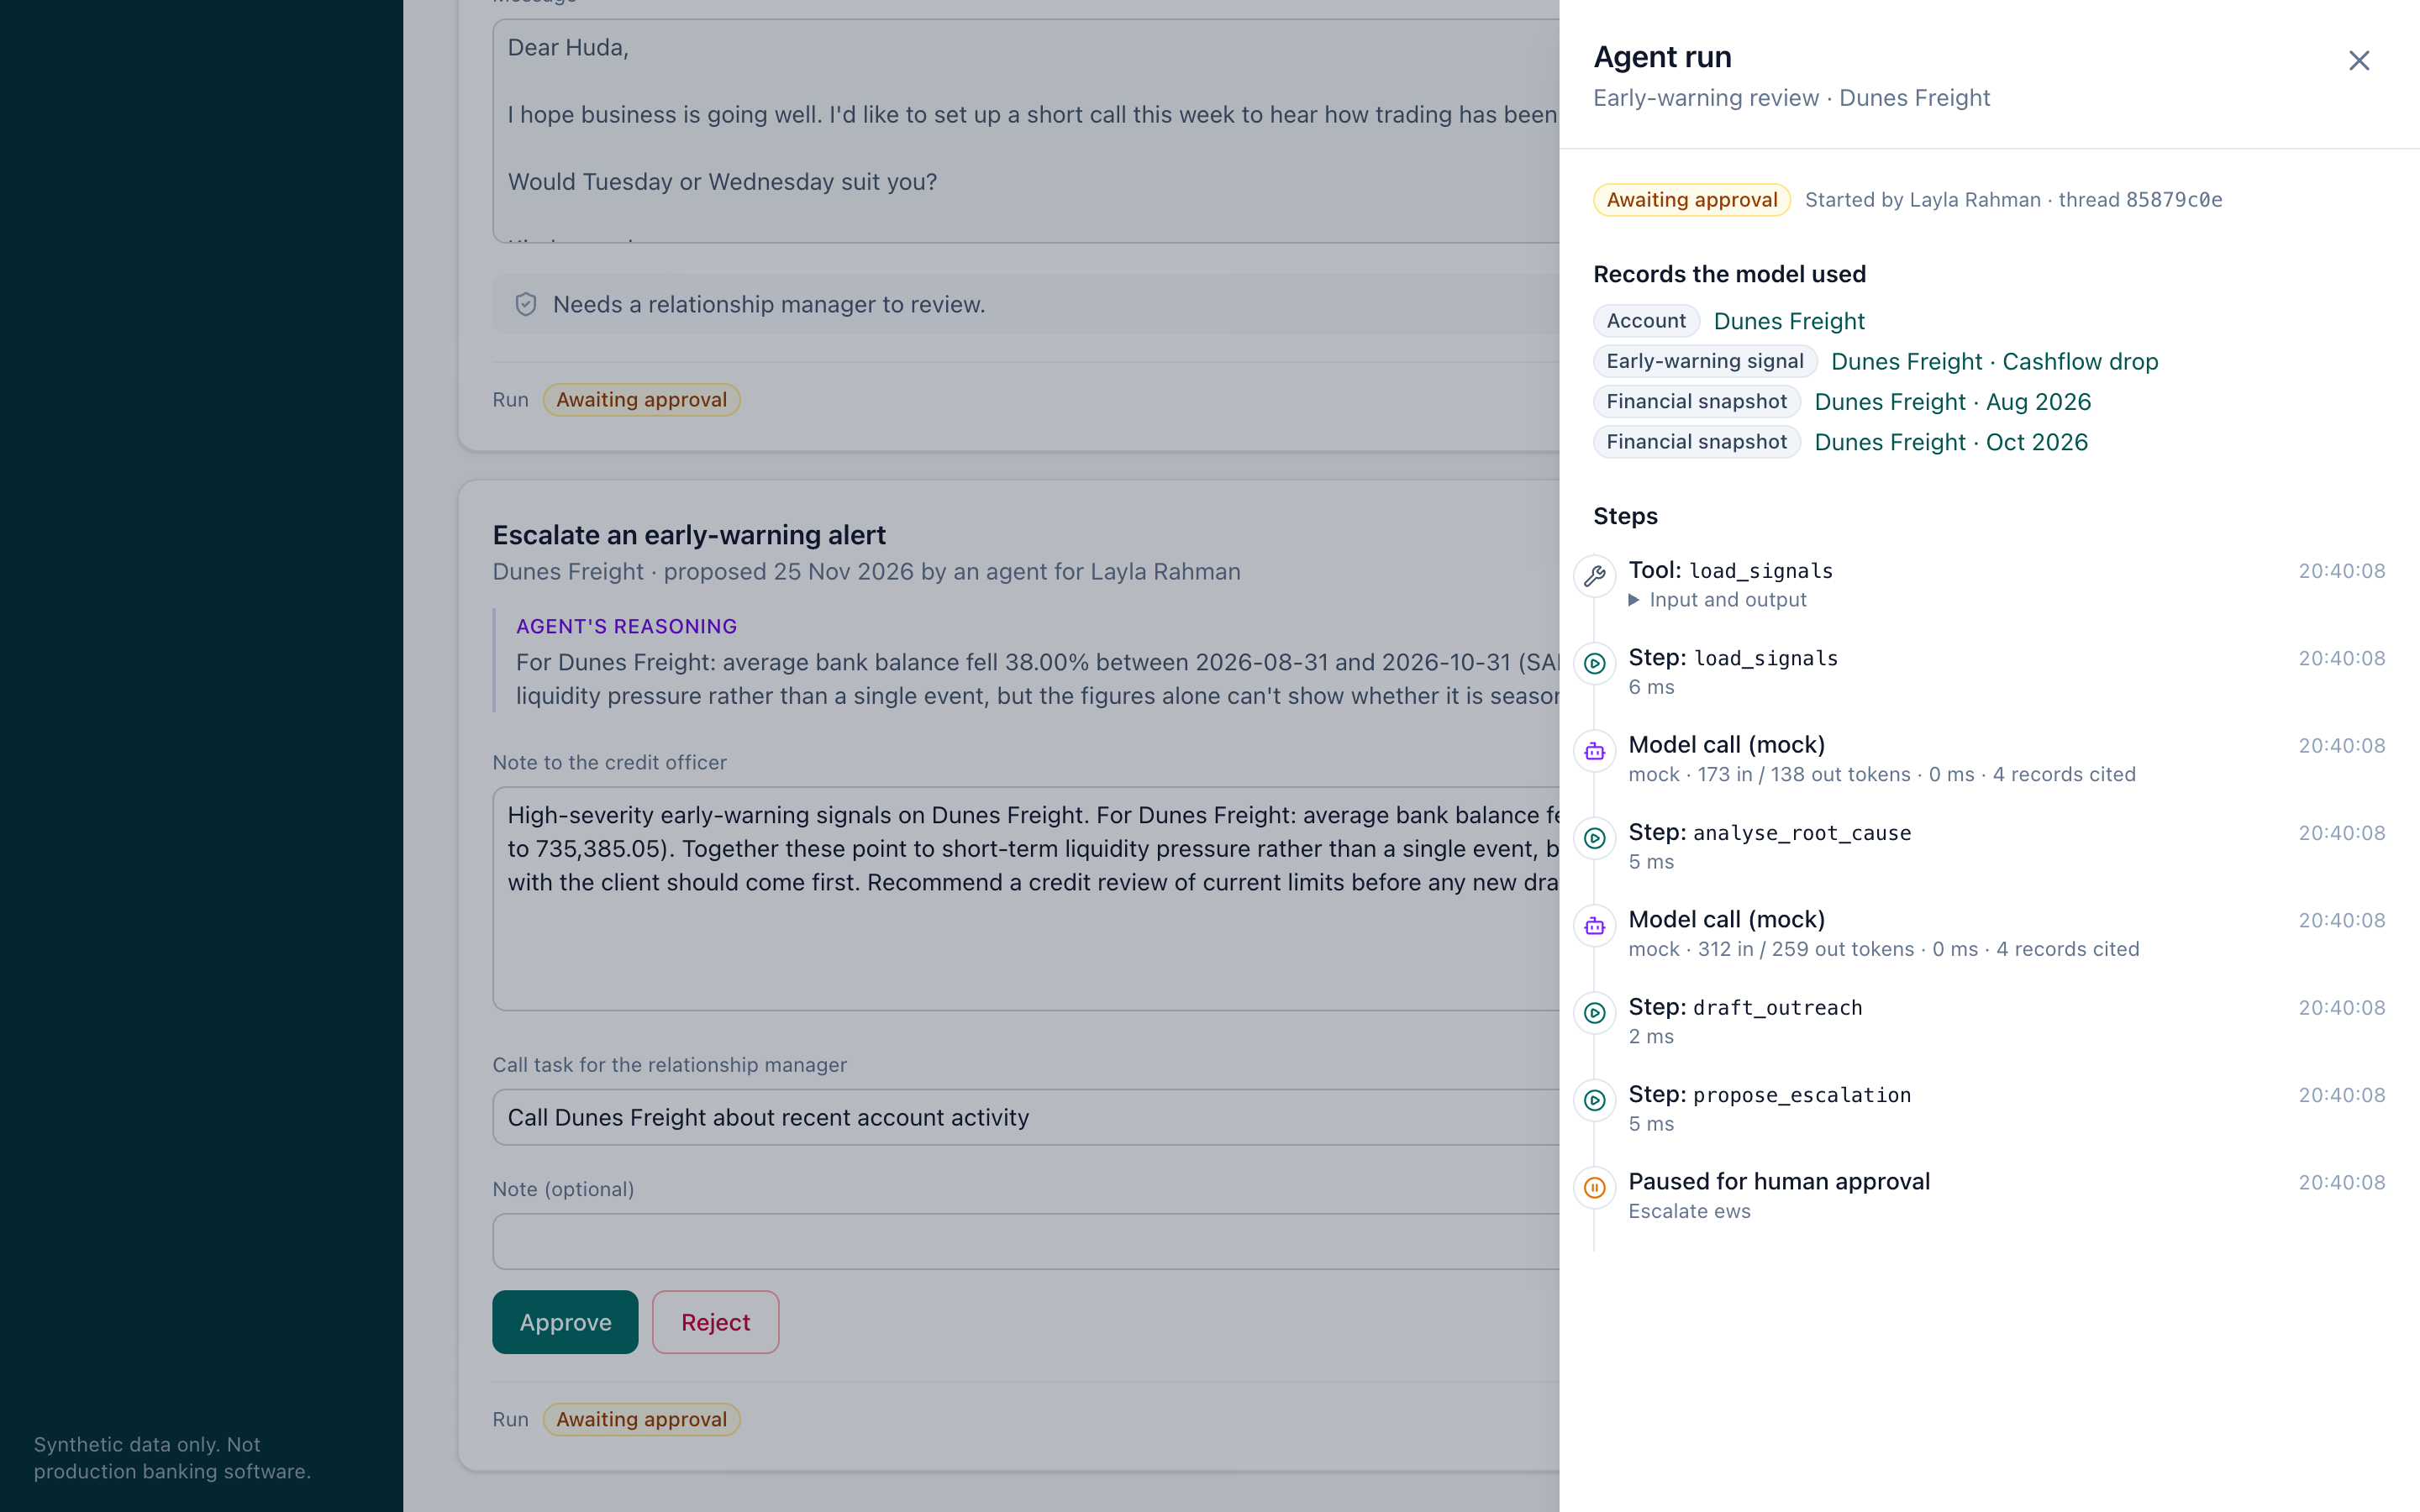 Dear Huda,
I hope business is going well. I'd like to set up a short call this week to hear how trading has been
Would Tuesday or Wednesday suit you?
Needs a relationship manager to review.
Run Awaiting approval
Escalate an early-warning alert
Dunes Freight · proposed 25 Nov 2026 by an agent for Layla Rahman
AGENT'S REASONING
For Dunes Freight: average bank balance fell 38.00% between 2026-08-31 and 2026-10-31
liquidity pressure rather than a single event, but the figures alone can't show whether it is
Note to the credit officer
High-severity early-warning signals on Dunes Freight. For Dunes Freight: average bank balance
to 735,385.05). Together these point to short-term liquidity pressure rather than a single event,
with the client should come first. Recommend a credit review of current limits before any new
Call task for the relationship manager
Call Dunes Freight about recent account activity
Note (optional)
Approve Reject
Run Awaiting approval
Synthetic data only. Not
production banking software.
Agent run
Early-warning review · Dunes Freight
Awaiting approval Started by Layla Rahman · thread 85879c0e
Records the model used
Account Dunes Freight
Early-warning signal Dunes Freight · Cashflow drop
Financial snapshot Dunes Freight · Aug 2026
Financial snapshot Dunes Freight · Oct 2026
Steps
Tool: load_signals 20:40:08
Input and output
Step: load_signals 20:40:08
6 ms
Model call (mock) 20:40:08
mock · 173 in / 138 out tokens · 0 ms · 4 records cited
Step: analyse_root_cause 20:40:08
5 ms
Model call (mock) 20:40:08
mock · 312 in / 259 out tokens · 0 ms · 4 records cited
Step: draft_outreach 20:40:08
2 ms
Step: propose_escalation 20:40:08
5 ms
Paused for human approval 20:40:08
Escalate ews